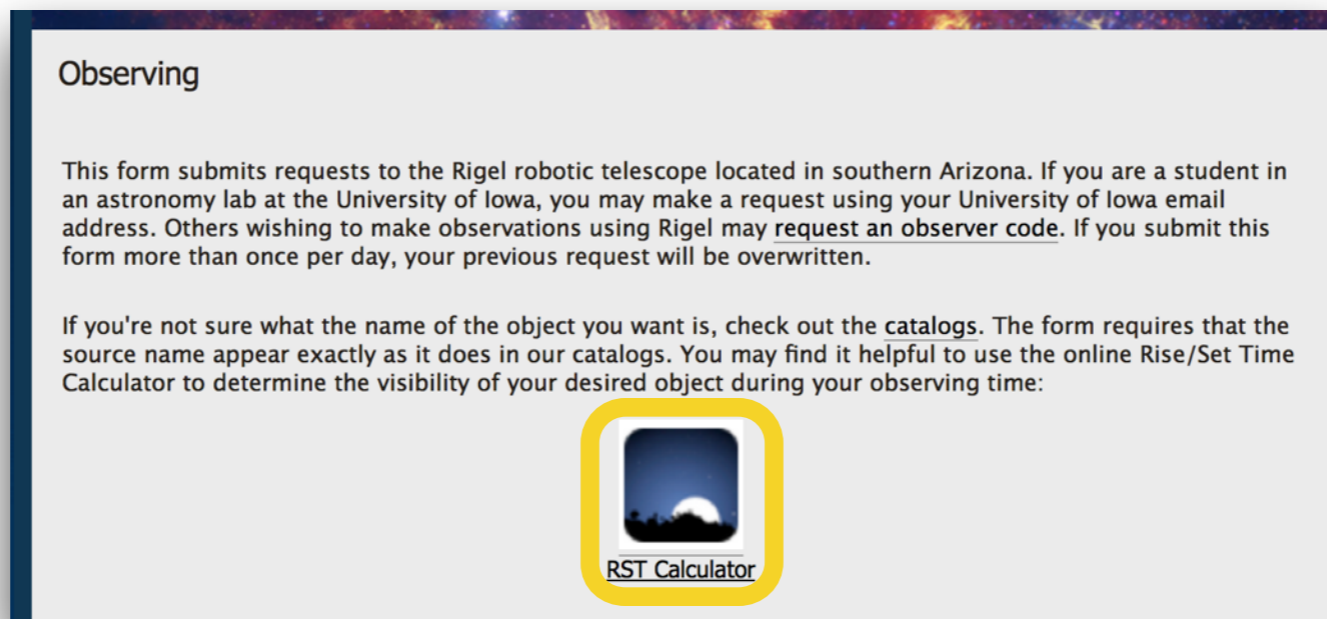 Observing
This form submits requests to the Rigel robotic telescope located in southern Arizona. If you are a student in
an astronomy lab at the University of Iowa, you may make a request using your University of Iowa email
address. Others wishing to make observations using Rigel may request an observer code. If you submit this
form more than once per day, your previous request will be overwritten.
If you're not sure what the name of the object you want is, check out the catalogs. The form requires that the
source name appear exactly as it does in our catalogs. You may find it helpful to use the online Rise/Set Time
Calculator to determine the visibility of your desired object during your observing time:
RST Calculator